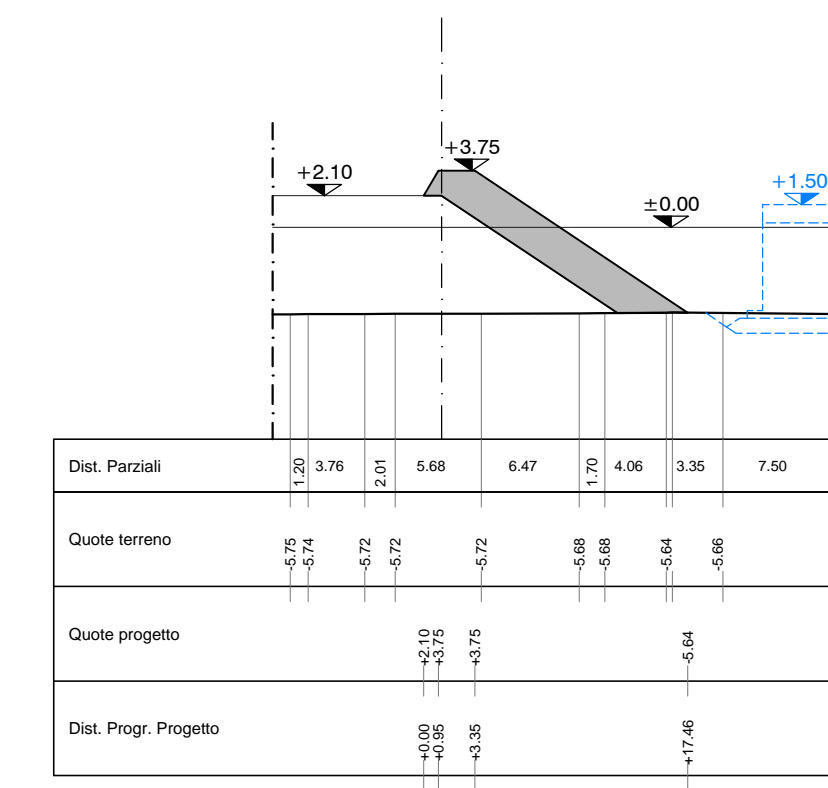 +3.75
+2.10
+1.50
±0.00
Dist. Parziali 1.20 3.76 2.01 5.68 6.47 1.70 4.06 3.35 7.50
Quote terreno -5.75 -5.74 -5.72 -5.72 -5.72 -5.68 -5.68 -5.64 -5.66
Quote progetto +2.10 +3.75 +3.75 -5.64
Dist. Progr. Progetto +0.00 +0.95 +3.35 +17.46